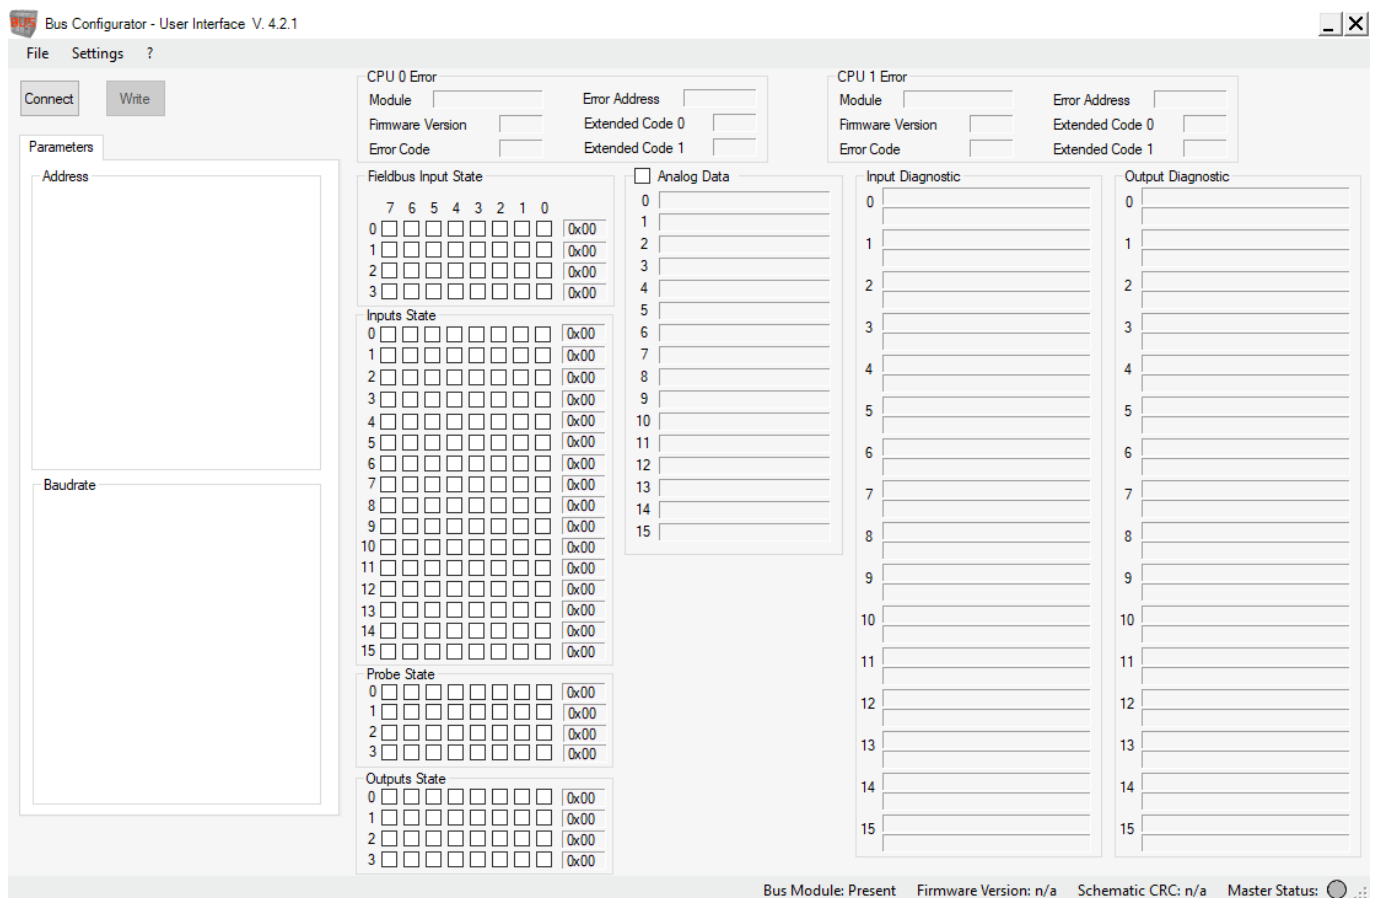 BUS Bus Configurator - User Interface V. 4.2.1
File Settings ?
Connect Write
Parameters
Address
Baudrate
CPU 0 Error
Module Error Address
Firmware Version Extended Code 0
Error Code Extended Code 1
CPU 1 Error
Module Error Address
Firmware Version Extended Code 0
Error Code Extended Code 1
Fieldbus Input State
7 6 5 4 3 2 1 0
0 0x00
1 0x00
2 0x00
3 0x00
Inputs State
0 0x00
1 0x00
2 0x00
3 0x00
4 0x00
5 0x00
6 0x00
7 0x00
8 0x00
9 0x00
10 0x00
11 0x00
12 0x00
13 0x00
14 0x00
15 0x00
Probe State
0 0x00
1 0x00
2 0x00
3 0x00
Outputs State
0 0x00
1 0x00
2 0x00
3 0x00
Analog Data
0
1
2
3
4
5
6
7
8
9
10
11
12
13
14
15
Input Diagnostic
0
1
2
3
4
5
6
7
8
9
10
11
12
13
14
15
Output Diagnostic
0
1
2
3
4
5
6
7
8
9
10
11
12
13
14
15
Bus Module: Present Firmware Version: n/a Schematic CRC: n/a Master Status: